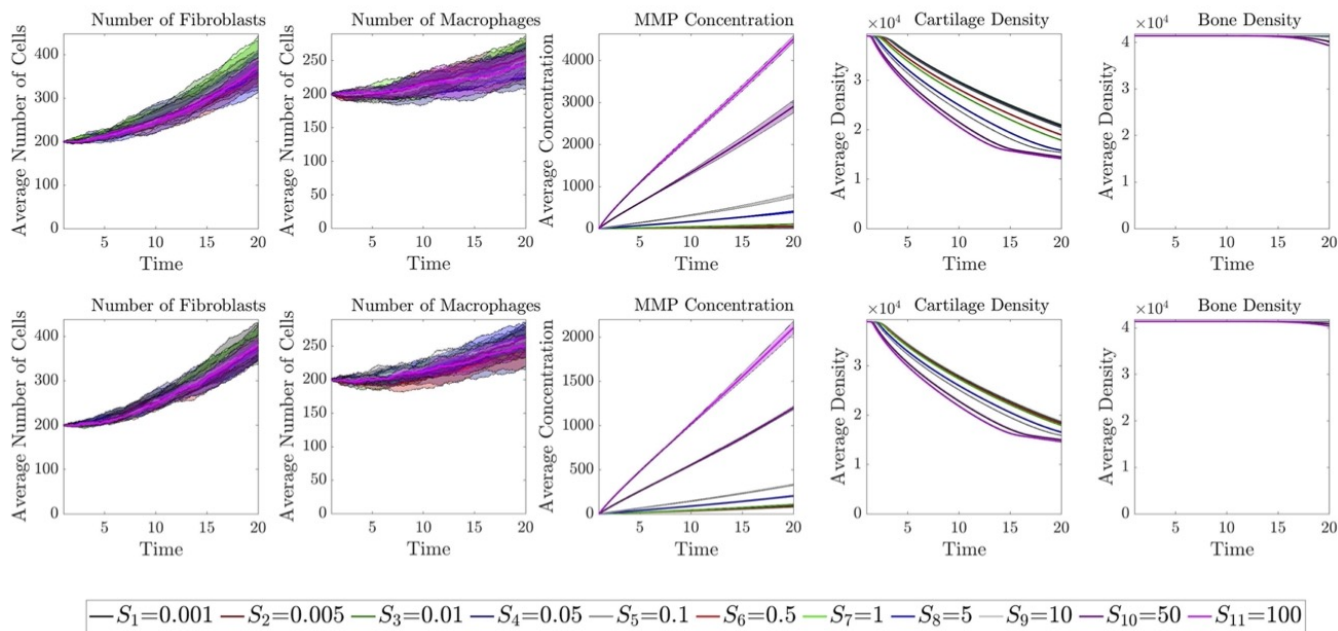 Number of Fibroblasts
Average Number of Cells
400
300
200
100
0
5 10 15 20
Time
Number of Macrophages
Average Number of Cells
250
200
150
100
50
0
5 10 15 20
Time
MMP Concentration
Average Concentration
4000
3000
2000
1000
0
5 10 15 20
Time
×10⁴ Cartilage Density
Average Density
3
2
1
0
5 10 15 20
Time
×10⁴ Bone Density
Average Density
4
3
2
1
0
5 10 15 20
Time
Number of Fibroblasts
Average Number of Cells
400
300
200
100
0
5 10 15 20
Time
Number of Macrophages
Average Number of Cells
250
200
150
100
50
0
5 10 15 20
Time
MMP Concentration
Average Concentration
2000
1500
1000
500
0
5 10 15 20
Time
×10⁴ Cartilage Density
Average Density
3
2
1
0
5 10 15 20
Time
×10⁴ Bone Density
Average Density
4
3
2
1
0
5 10 15 20
Time
S₁=0.001 S₂=0.005 S₃=0.01 S₄=0.05 S₅=0.1 S₆=0.5 S₇=1 S₈=5 S₉=10 S₁₀=50 S₁₁=100